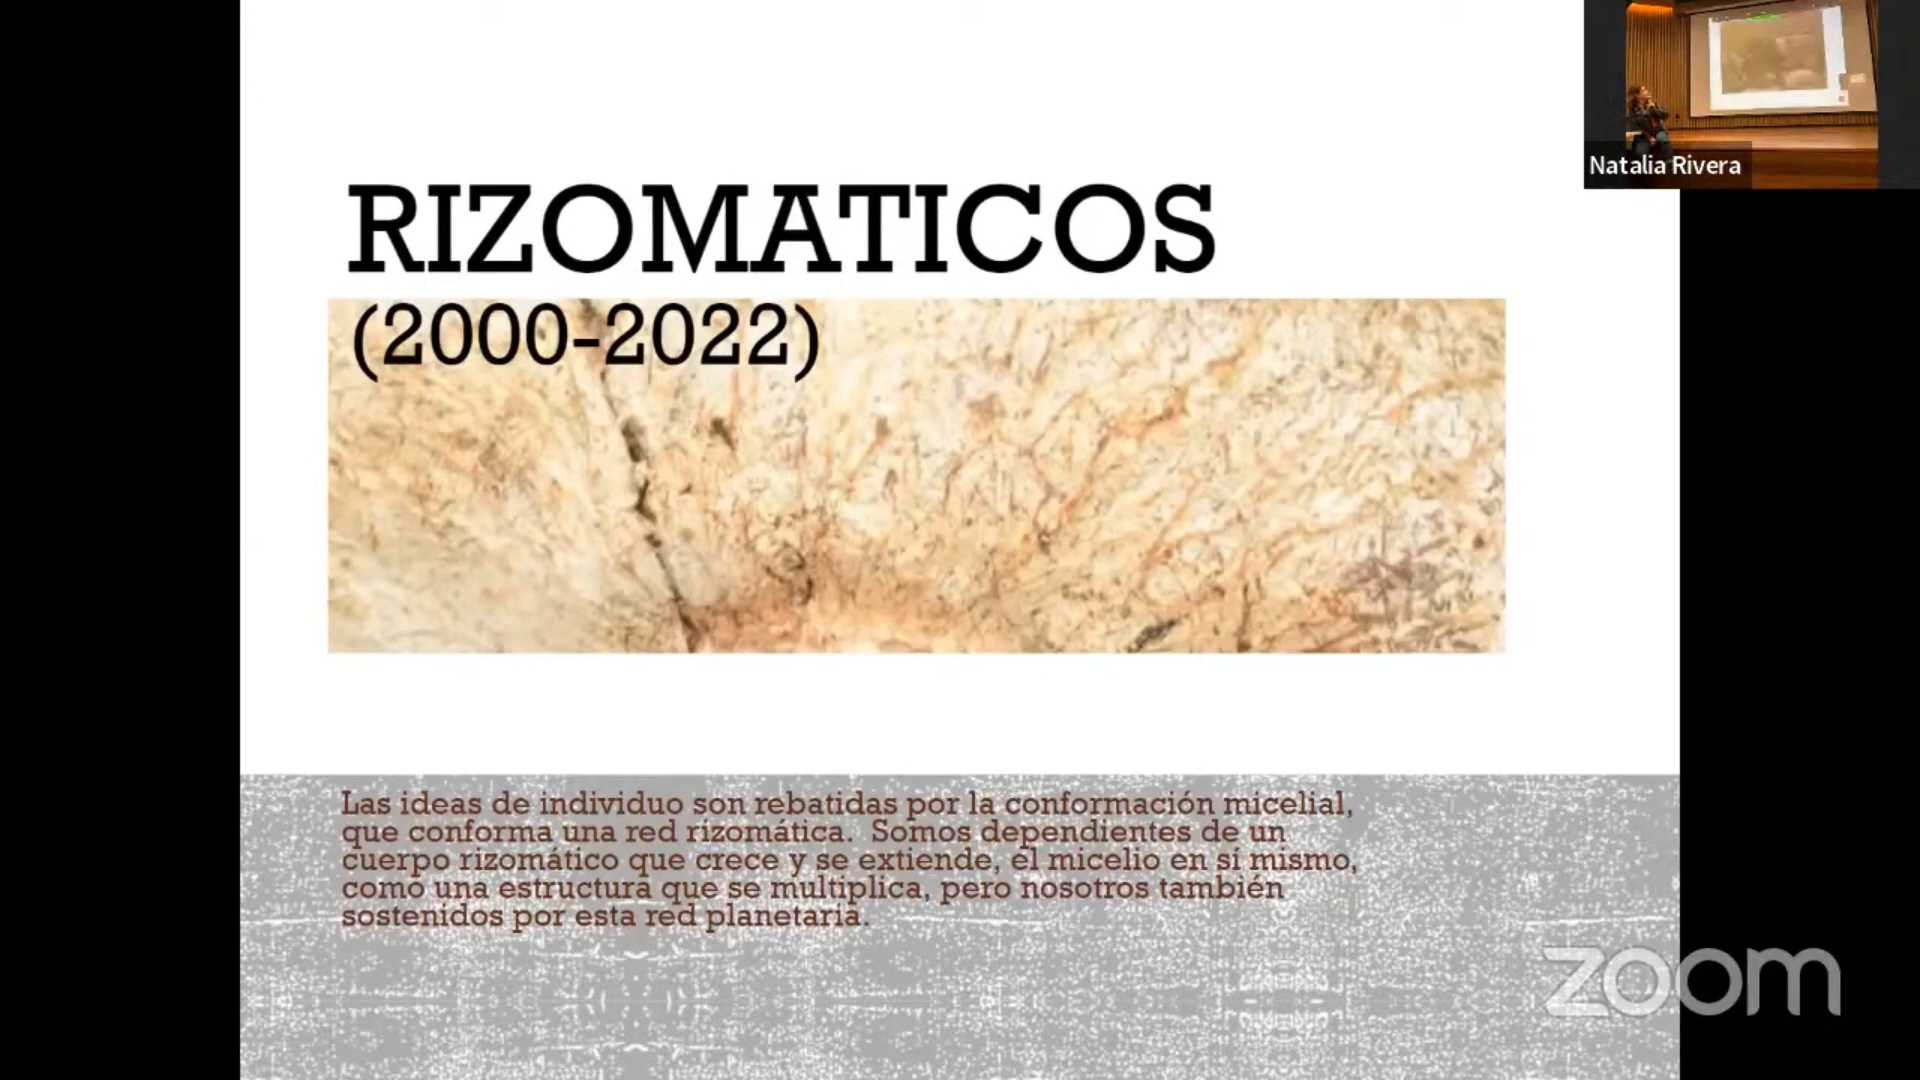 Natalia Rivera
RIZOMATICOS
(2000-2022)
Las ideas de individuo son rebatidas por la conformación micelial,
que conforma una red rizomática. Somos dependientes de un
cuerpo rizomático que crece y se extiende, el micelio en sí mismo,
como una estructura que se multiplica, pero nosotros también
sostenidos por esta red planetaria.
zoom